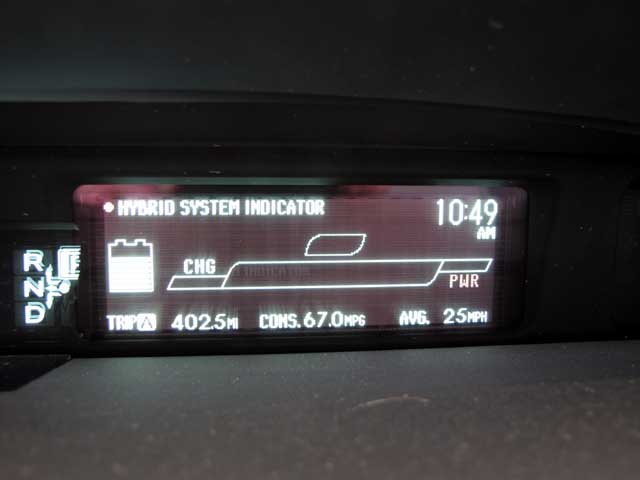 HYBRID SYSTEM INDICATOR
10:49
AM
CHG
PWR
TRIP A 402.5MI CONS. 67.0MPG AVG. 25MPH
R
N
D